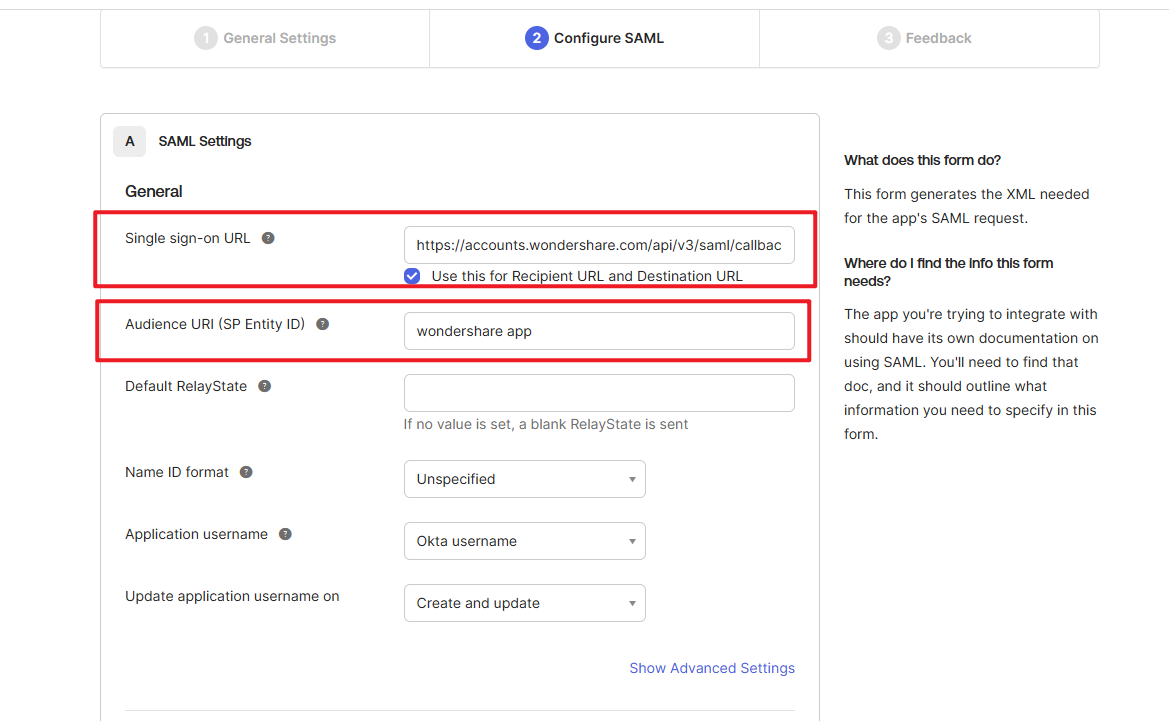 1 General Settings
2 Configure SAML
3 Feedback
A SAML Settings
General
Single sign-on URL ?
https://accounts.wondershare.com/api/v3/saml/callbac
Use this for Recipient URL and Destination URL
Audience URI (SP Entity ID) ?
wondershare app
Default RelayState ?
If no value is set, a blank RelayState is sent
Name ID format ?
Unspecified
Application username ?
Okta username
Update application username on
Create and update
Show Advanced Settings
What does this form do?
This form generates the XML needed
for the app's SAML request.
Where do I find the info this form
needs?
The app you're trying to integrate with
should have its own documentation on
using SAML. You'll need to find that
doc, and it should outline what
information you need to specify in this
form.